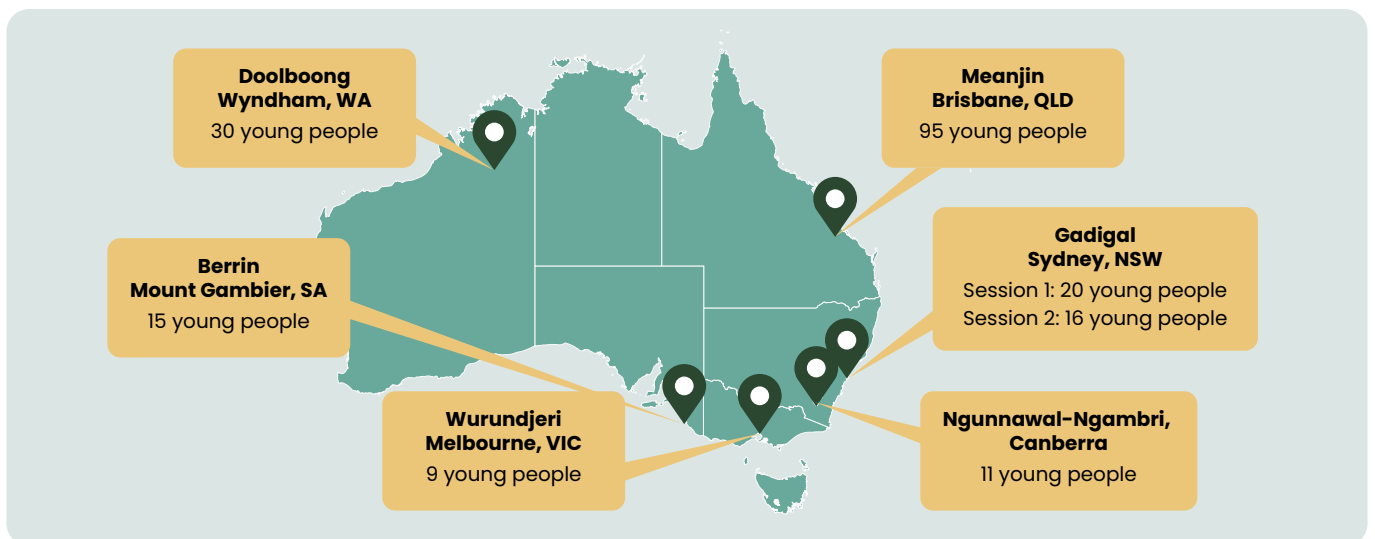 Doolboong
Wyndham, WA
30 young people
Meanjin
Brisbane, QLD
95 young people
Gadigal
Sydney, NSW
Session 1: 20 young people
Session 2: 16 young people
Berrin
Mount Gambier, SA
15 young people
Wurundjeri
Melbourne, VIC
9 young people
Ngunnawal-Ngambri,
Canberra
11 young people